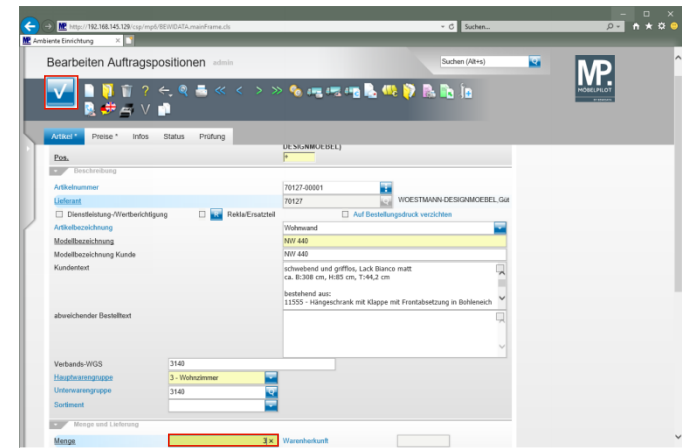 http://192.168.145.129/csp/mpli/BEWIDATA.mainFrame.cls
Suchen...
Ambiente Einrichtung
Bearbeiten Auftragspositionen admin
Suchen (Alt+s)
MP.
MÖBELPILOT
Artikel * Preise * Infos Status Prüfung
DESIGNMOEBEL)
Pos. *
Beschreibung
Artikelnummer 70127-00001
Lieferant 70127 WOESTMANN-DESIGNMOEBEL,Güt
Dienstleistung-/Wertberichtigung Rekla/Ersatzteil Auf Bestellungsdruck verzichten
Artikelbezeichnung Wohnwand
Modellbezeichnung NW 440
Modellbezeichnung Kunde NW 440
Kundentext schwebend und grifflos, Lack Bianco matt
ca. B:308 cm, H:85 cm, T:44,2 cm
bestehend aus:
11555 - Hängeschrank mit Klappe mit Frontabsetzung in Bohleneich
abweichender Bestelltext
Verbands-WGS 3140
Hauptwarengruppe 3 - Wohnzimmer
Unterwarengruppe 3140
Sortiment
Menge und Lieferung
Menge 3 Warenherkunft